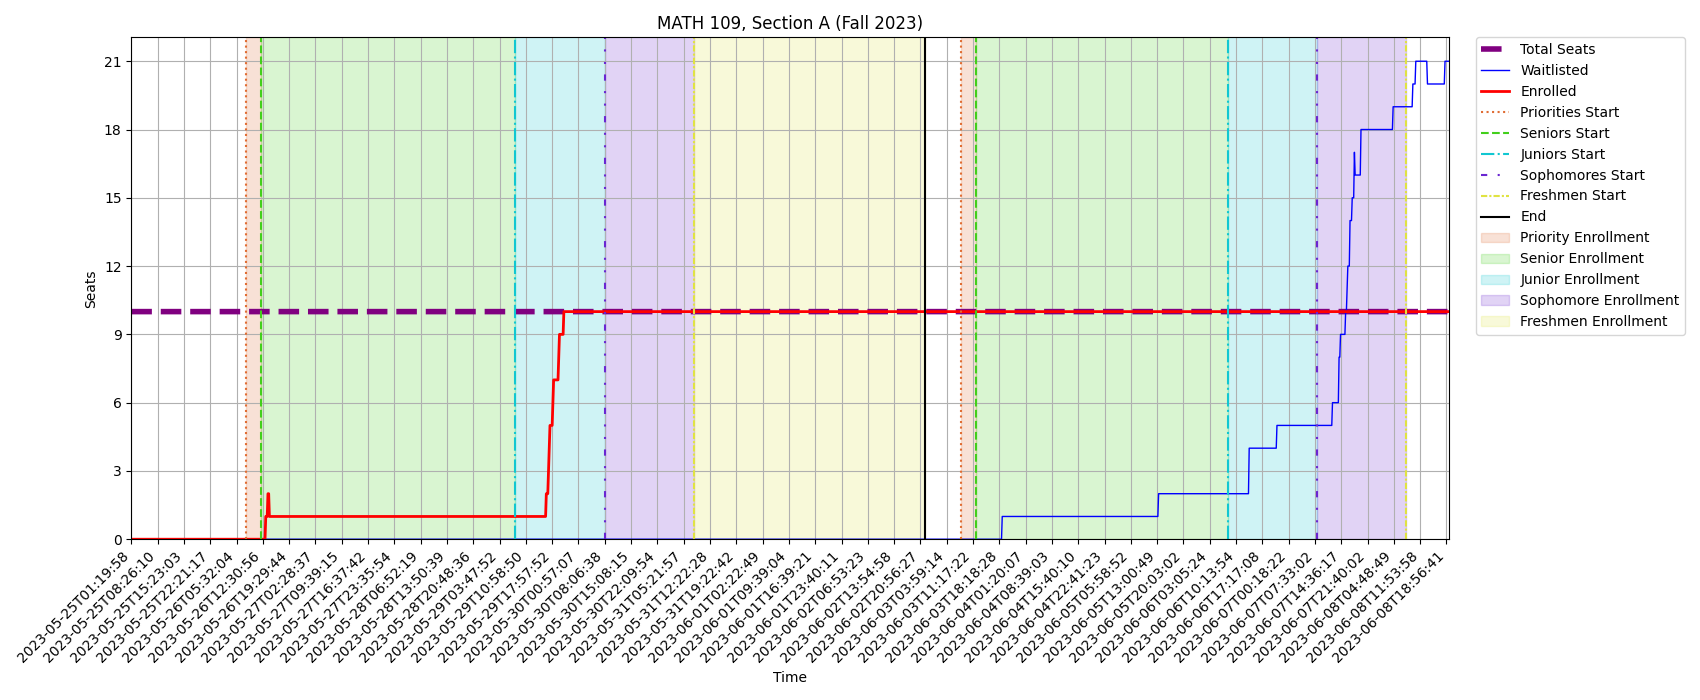 MATH 109, Section A (Fall 2023)
21
18
15
12
9
6
3
0
Seats
2023-05-25T01:19:58
2023-05-25T08:26:10
2023-05-25T15:23:03
2023-05-25T22:21:17
2023-05-26T05:32:04
2023-05-26T12:30:56
2023-05-26T19:29:44
2023-05-27T02:28:37
2023-05-27T09:39:15
2023-05-27T16:37:42
2023-05-27T23:35:54
2023-05-28T06:52:19
2023-05-28T13:50:39
2023-05-28T20:48:36
2023-05-29T03:47:52
2023-05-29T10:58:50
2023-05-29T17:57:52
2023-05-30T00:57:07
2023-05-30T08:06:38
2023-05-30T15:08:15
2023-05-30T22:09:54
2023-05-31T05:21:57
2023-05-31T12:22:28
2023-05-31T19:22:42
2023-06-01T02:22:49
2023-06-01T09:39:04
2023-06-01T16:39:21
2023-06-01T23:40:11
2023-06-02T06:53:23
2023-06-02T13:54:58
2023-06-02T20:56:27
2023-06-03T03:59:14
2023-06-03T11:17:22
2023-06-03T18:18:28
2023-06-04T01:20:07
2023-06-04T08:39:03
2023-06-04T15:40:10
2023-06-04T22:41:23
2023-06-05T05:58:52
2023-06-05T13:00:49
2023-06-05T20:03:02
2023-06-06T03:05:24
2023-06-06T10:13:54
2023-06-06T17:17:08
2023-06-07T00:18:22
2023-06-07T07:33:02
2023-06-07T14:36:17
2023-06-07T21:40:02
2023-06-08T04:48:49
2023-06-08T11:53:58
2023-06-08T18:56:41
Time
Total Seats
Waitlisted
Enrolled
Priorities Start
Seniors Start
Juniors Start
Sophomores Start
Freshmen Start
End
Priority Enrollment
Senior Enrollment
Junior Enrollment
Sophomore Enrollment
Freshmen Enrollment